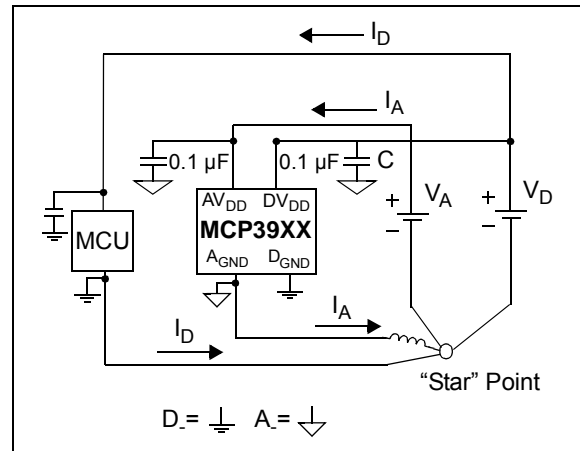 I_D
I_A
0.1 µF 0.1 µF C
AV_DD DV_DD
MCP39XX
A_GND D_GND
MCU
+ V_A + V_D
– –
I_A
I_D
“Star” Point
D_-= A_-=